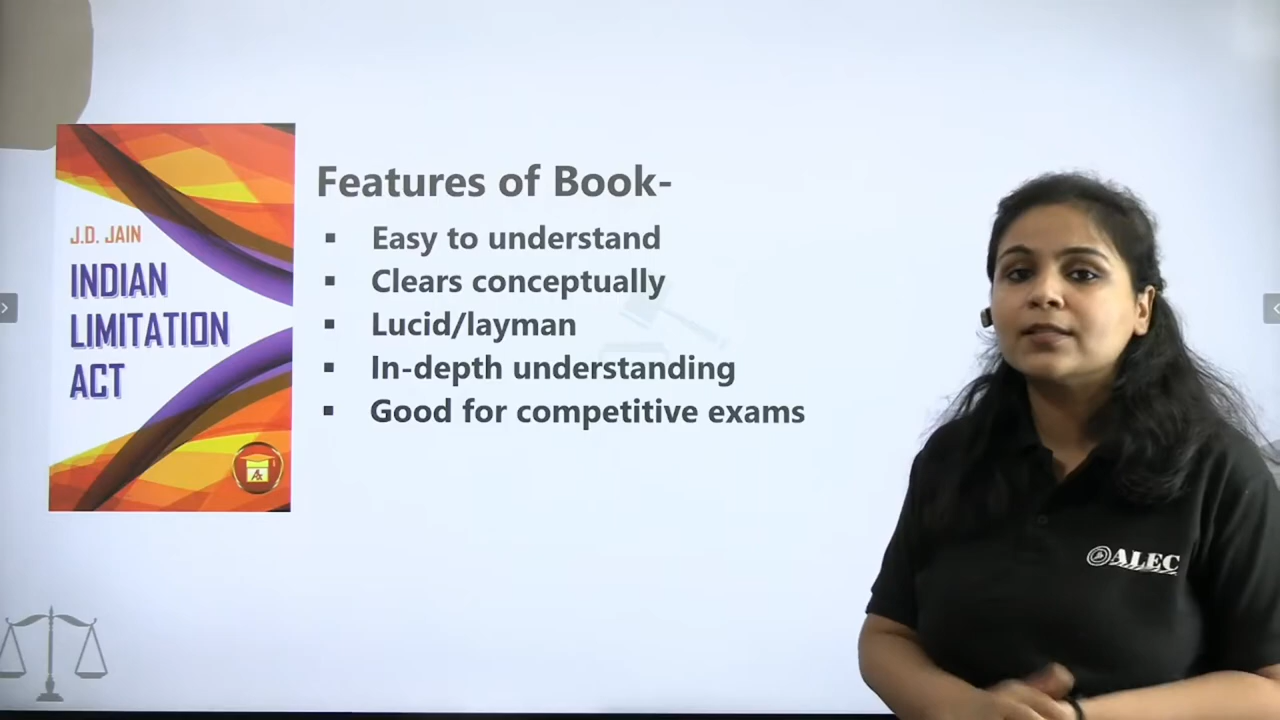 J.D. JAIN
INDIAN
LIMITATION
ACT
Features of Book-
▪ Easy to understand
▪ Clears conceptually
▪ Lucid/layman
▪ In-depth understanding
▪ Good for competitive exams
ALEC